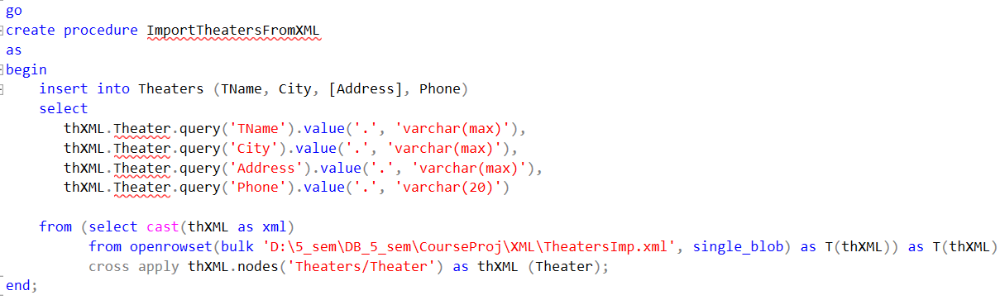 go
create procedure ImportTheatersFromXML
as
begin
insert into Theaters (TName, City, [Address], Phone)
select
thXML.Theater.query('TName').value('.', 'varchar(max)'),
thXML.Theater.query('City').value('.', 'varchar(max)'),
thXML.Theater.query('Address').value('.', 'varchar(max)'),
thXML.Theater.query('Phone').value('.', 'varchar(20)')
from (select cast(thXML as xml)
from openrowset(bulk 'D:\5_sem\DB_5_sem\CourseProj\XML\TheatersImp.xml', single_blob) as T(thXML)) as T(thXML)
cross apply thXML.nodes('Theaters/Theater') as thXML (Theater);
end;